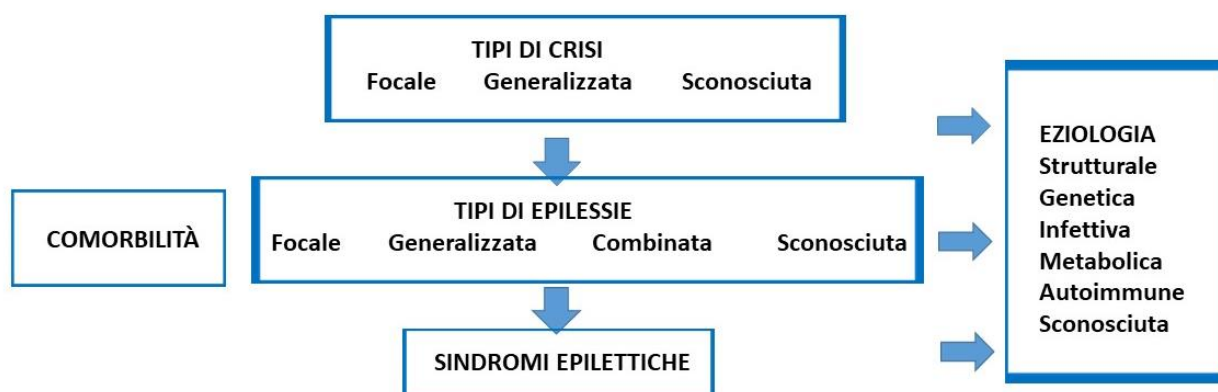 TIPI DI CRISI
Focale Generalizzata Sconosciuta
COMORBILITÀ
TIPI DI EPILESSIE
Focale Generalizzata Combinata Sconosciuta
SINDROMI EPILETTICHE
EZIOLOGIA
Strutturale
Genetica
Infettiva
Metabolica
Autoimmune
Sconosciuta